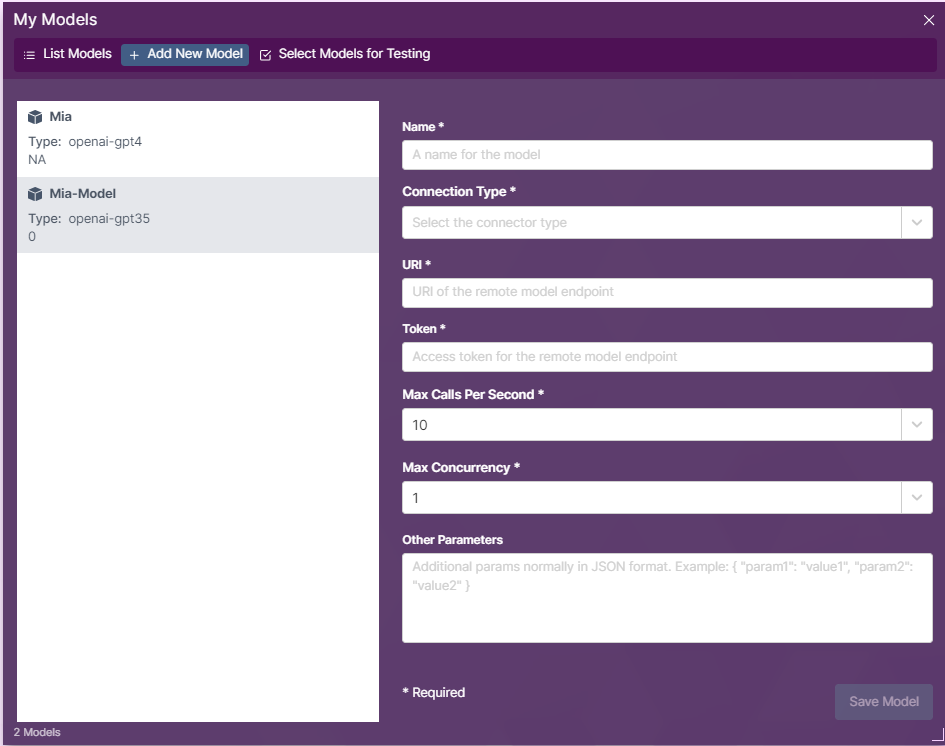 My Models
List Models
Add New Model
Select Models for Testing
Mia
Type: openai-gpt4
NA
Mia-Model
Type: openai-gpt35
0
Name *
A name for the model
Connection Type *
Select the connector type
URI *
URI of the remote model endpoint
Token *
Access token for the remote model endpoint
Max Calls Per Second *
10
Max Concurrency *
1
Other Parameters
Additional params normally in JSON format. Example: { "param1": "value1", "param2":
"value2" }
* Required
Save Model
2 Models